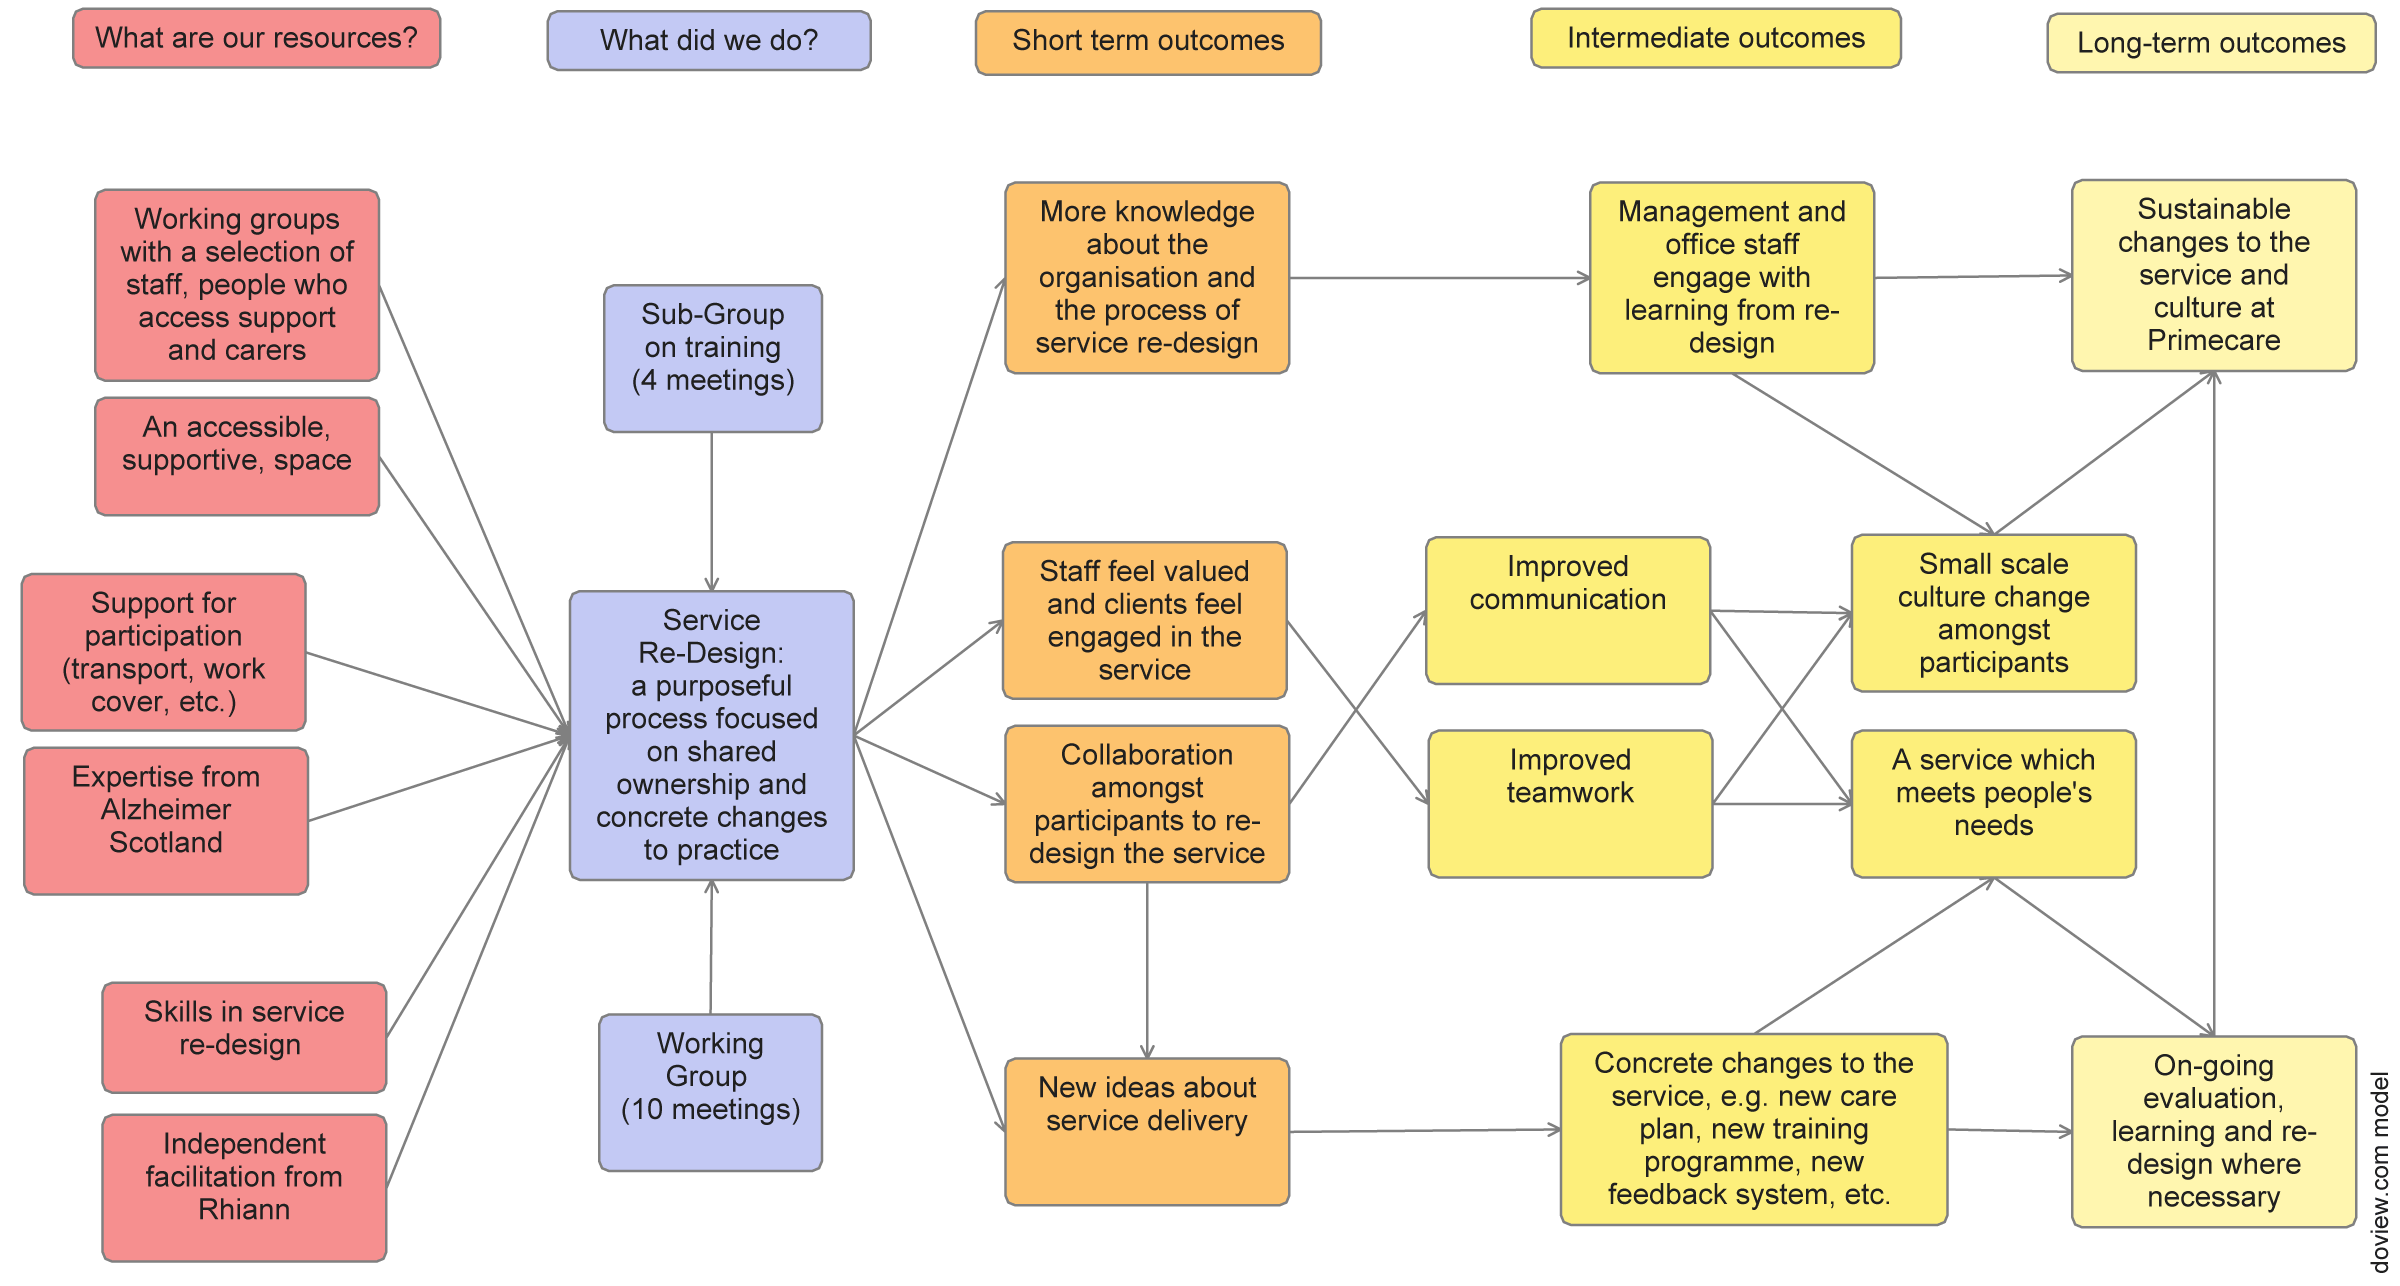 What are our resources?
What did we do?
Short term outcomes
Intermediate outcomes
Long-term outcomes
Working groups
with a selection of
staff, people who
access support
and carers
An accessible,
supportive, space
Support for
participation
(transport, work
cover, etc.)
Expertise from
Alzheimer
Scotland
Skills in service
re-design
Independent
facilitation from
Rhiann
Sub-Group
on training
(4 meetings)
Service
Re-Design:
a purposeful
process focused
on shared
ownership and
concrete changes
to practice
Working
Group
(10 meetings)
More knowledge
about the
organisation and
the process of
service re-design
Staff feel valued
and clients feel
engaged in the
service
Collaboration
amongst
participants to re-
design the service
New ideas about
service delivery
Management and
office staff
engage with
learning from re-
design
Improved
communication
Improved
teamwork
Small scale
culture change
amongst
participants
A service which
meets people's
needs
Concrete changes to the
service, e.g. new care
plan, new training
programme, new
feedback system, etc.
Sustainable
changes to the
service and
culture at
Primecare
On-going
evaluation,
learning and re-
design where
necessary
doview.com model